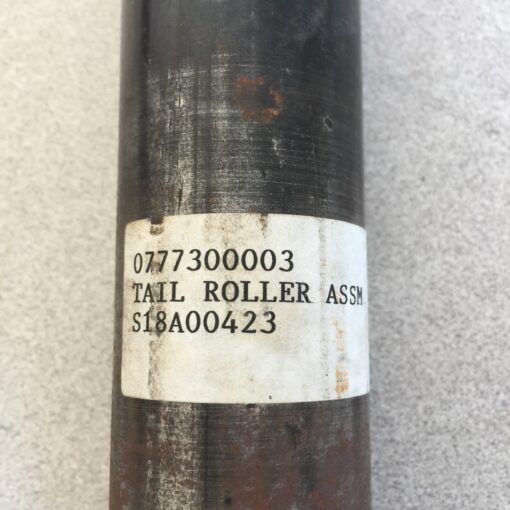 0777300003
TAIL ROLLER ASSM
S18A00423